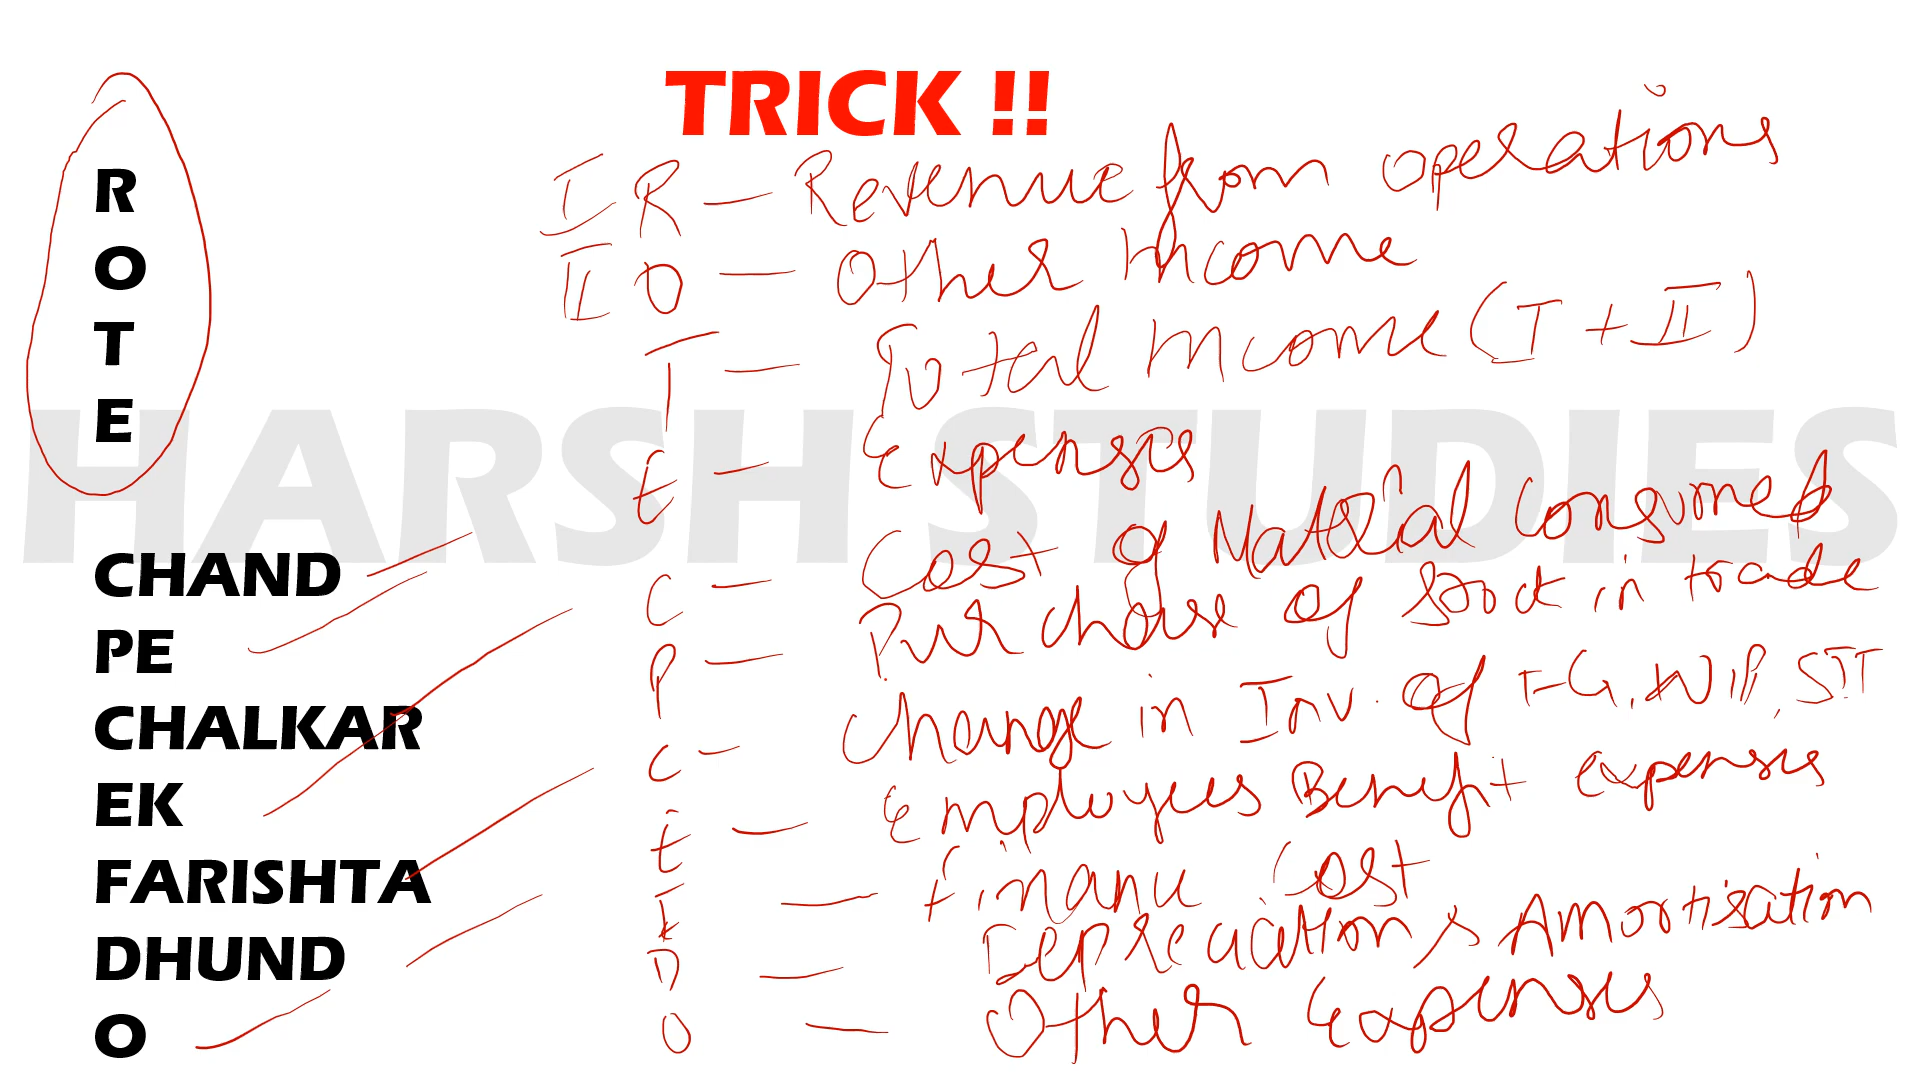 TRICK !!
R
O
T
E
CHAND
PE
CHALKAR
EK
FARISHTA
DHUND
O
HARSH STUDIES
I R — Revenue from operations
II O — Other Income
T — Total Income (I + II)
E — Expenses
C — Cost of Material Consumed
P — Purchase of Stock in trade
C — Change in Inv. of FG, WIP, SIT
E — Employees Benefit expenses
F — Finance Cost
D — Depreciation & Amortisation
O — Other Expenses